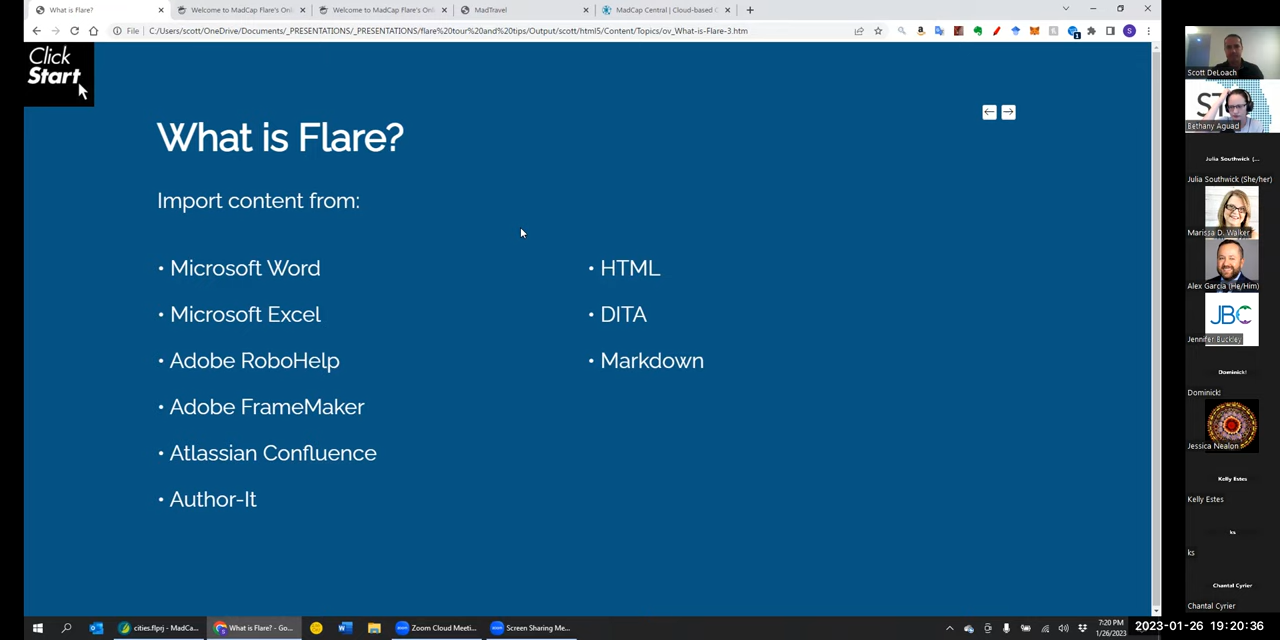 What is Flare?
Welcome to MadCap Flare's Onl
Welcome to MadCap Flare's Onl
MadTravel
MadCap Central | Cloud-based C
File
C:/Users/scott/OneDrive/Documents/_PRESENTATIONS/_PRESENTATIONS/flare%20tour%20and%20tips/Output/scott/html5/Content/Topics/ov_What-is-Flare-3.htm
Click
Start
What is Flare?
Import content from:
• Microsoft Word
• Microsoft Excel
• Adobe RoboHelp
• Adobe FrameMaker
• Atlassian Confluence
• Author-It
• HTML
• DITA
• Markdown
Scott DeLoach
Bethany Aguad
Julia Southwick (...
Julia Southwick (She/her)
Marissa D. Walker
Alex Garcia (He/Him)
JBC
Jennifer Buckley
Dominick!
Dominick!
Jessica Nealon
Kelly Estes
Kelly Estes
ks
ks
Chantal Cyrier
Chantal Cyrier
cities.flprj - MadCa...
What is Flare? - Go...
Zoom Cloud Meeti...
Screen Sharing Me...
7:20 PM
1/26/2023
2023-01-26 19:20:36